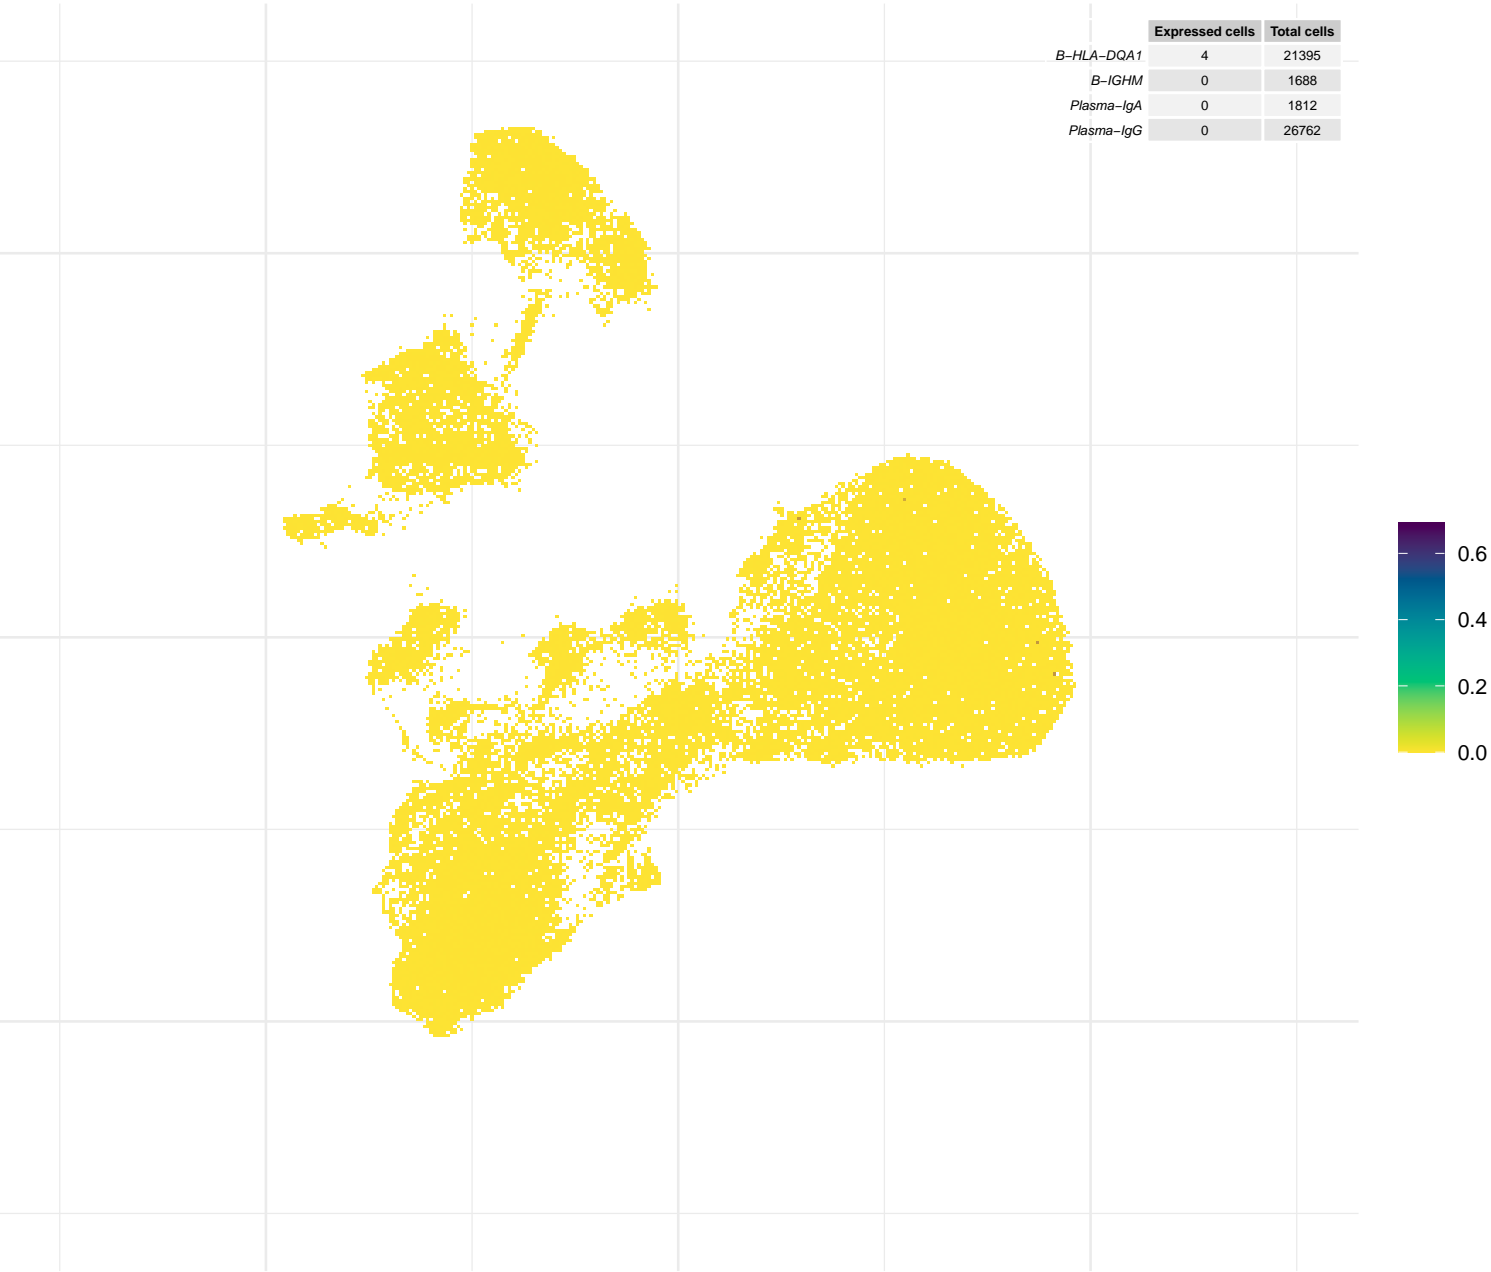 Expressed cells Total cells
B−HLA−DQA1 4 21395
B−IGHM 0 1688
Plasma−IgA 0 1812
Plasma−IgG 0 26762
0.6
0.4
0.2
0.0